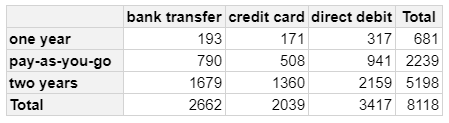 bank transfer credit card direct debit Total
one year 193 171 317 681
pay-as-you-go 790 508 941 2239
two years 1679 1360 2159 5198
Total 2662 2039 3417 8118